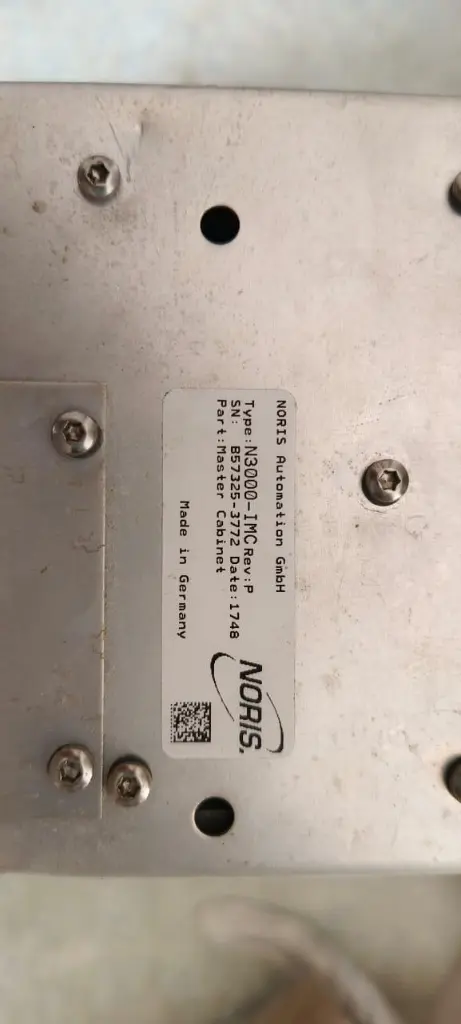 NORIS Automation GmbH
Type:N3000-IMC Rev:P
SN: B57325-3772 Date:1748
Part:Master Cabinet
Made in Germany
NORIS.